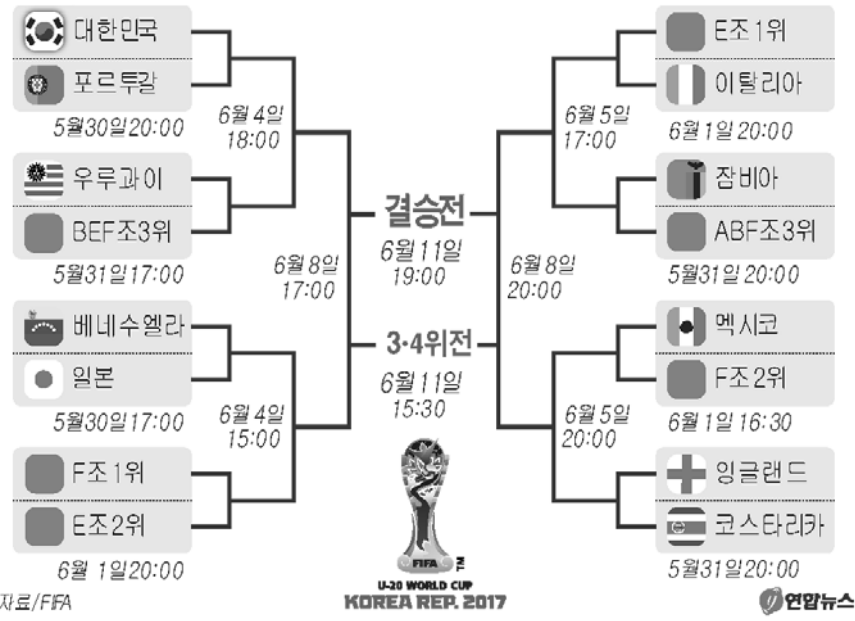 대한민국
포르투갈
5월30일20:00
6월 4일
18:00
우루과이
BEF조3위
5월31일17:00
6월 8일
17:00
베네수엘라
일본
5월30일17:00
6월 4일
15:00
F조 1위
E조2위
6월 1일20:00
결승전
6월 11일
19:00
3·4위전
6월 11일
15:30
E조 1위
이탈리아
6월 1일 20:00
6월 5일
17:00
잠비아
ABF조3위
5월31일 20:00
6월 8일
20:00
멕시코
F조 2위
6월 1일 16:30
6월 5일
20:00
잉글랜드
코스타리카
5월31일20:00
FIFA
TM
U-20 WORLD CUP
KOREA REP. 2017
자료/FIFA
연합뉴스